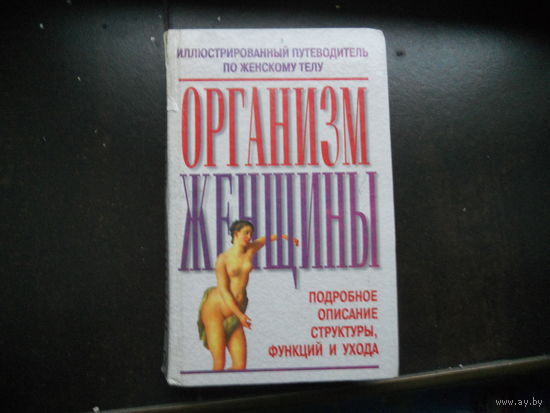 ИЛЛЮСТРИРОВАННЫЙ ПУТЕВОДИТЕЛЬ
ПО ЖЕНСКОМУ ТЕЛУ
ОРГАНИЗМ
ЖЕНЩИНЫ
ПОДРОБНОЕ
ОПИСАНИЕ
СТРУКТУРЫ,
ФУНКЦИЙ И УХОДА
www.ay.by